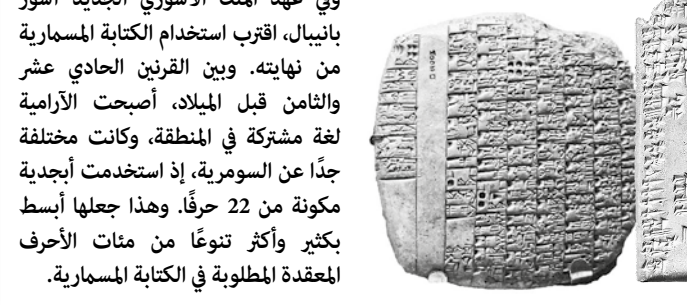 وفي عهد الملك الآشوري الجديد آشور
بانيبال، اقترب استخدام الكتابة المسمارية
من نهايته. وبين القرنين الحادي عشر
والثامن قبل الميلاد، أصبحت الآرامية
لغة مشتركة في المنطقة، وكانت مختلفة
جدًا عن السومرية، إذ استخدمت أبجدية
مكونة من 22 حرفًا. وهذا جعلها أبسط
بكثير وأكثر تنوعًا من مئات الأحرف
المعقدة المطلوبة في الكتابة المسمارية.